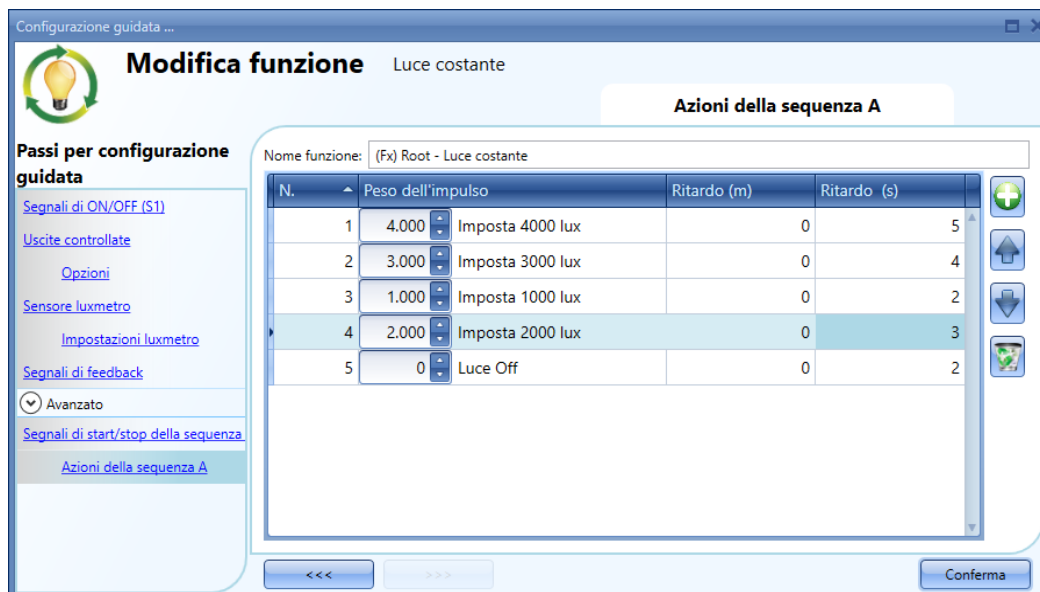 Configurazione guidata ...
Modifica funzione Luce costante
Azioni della sequenza A
Passi per configurazione
guidata
Segnali di ON/OFF (S1)
Uscite controllate
Opzioni
Sensore luxmetro
Impostazioni luxmetro
Segnali di feedback
Avanzato
Segnali di start/stop della sequenza
Azioni della sequenza A
Nome funzione: (Fx) Root - Luce costante
N. Peso dell'impulso Ritardo (m) Ritardo (s)
1 4.000 Imposta 4000 lux 0 5
2 3.000 Imposta 3000 lux 0 4
3 1.000 Imposta 1000 lux 0 2
4 2.000 Imposta 2000 lux 0 3
5 0 Luce Off 0 2
<<< >>> Conferma